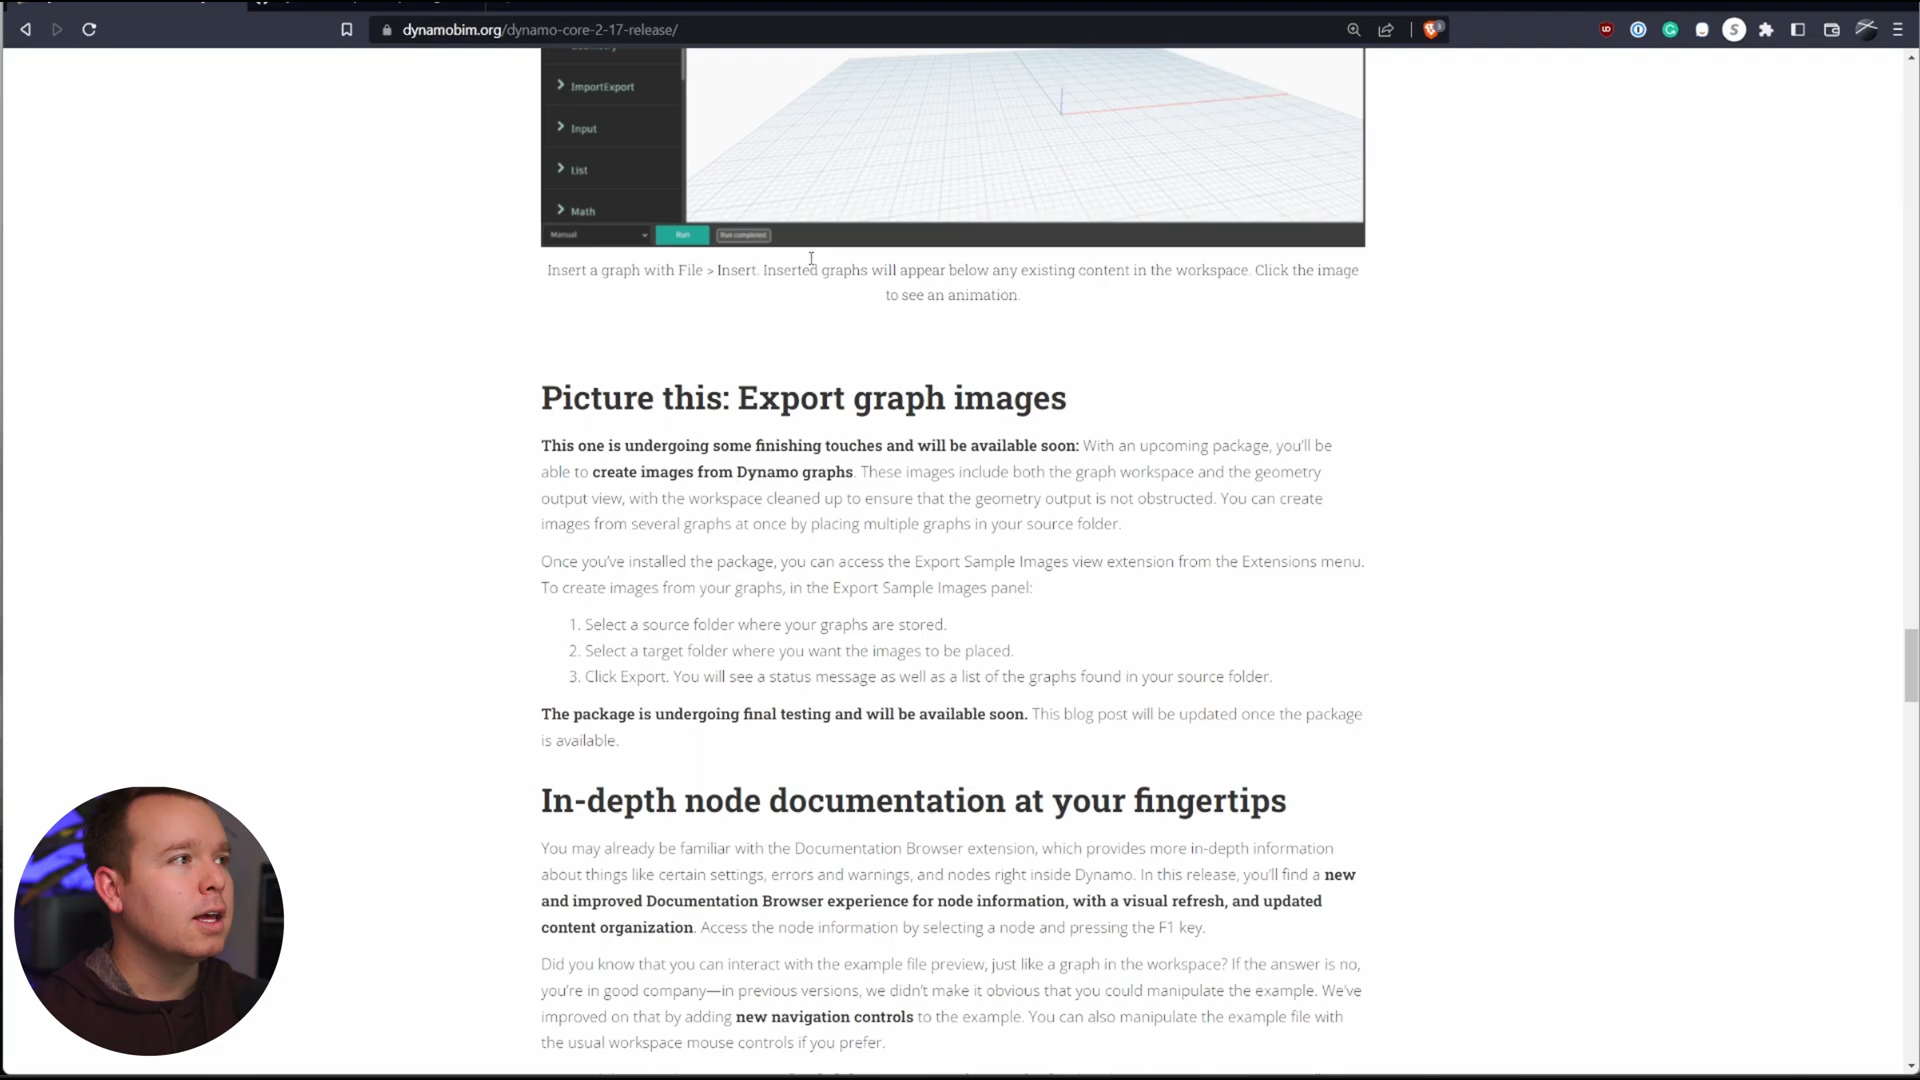 dynamobim.org/dynamo-core-2-17-release/
ImportExport
Input
List
Math
Manual
Run
Run completed
Insert a graph with File > Insert. Inserted graphs will appear below any existing content in the workspace. Click the image
to see an animation.
Picture this: Export graph images
This one is undergoing some finishing touches and will be available soon: With an upcoming package, you'll be
able to create images from Dynamo graphs. These images include both the graph workspace and the geometry
output view, with the workspace cleaned up to ensure that the geometry output is not obstructed. You can create
images from several graphs at once by placing multiple graphs in your source folder.
Once you've installed the package, you can access the Export Sample Images view extension from the Extensions menu.
To create images from your graphs, in the Export Sample Images panel:
1. Select a source folder where your graphs are stored.
2. Select a target folder where you want the images to be placed.
3. Click Export. You will see a status message as well as a list of the graphs found in your source folder.
The package is undergoing final testing and will be available soon. This blog post will be updated once the package
is available.
In-depth node documentation at your fingertips
You may already be familiar with the Documentation Browser extension, which provides more in-depth information
about things like certain settings, errors and warnings, and nodes right inside Dynamo. In this release, you'll find a new
and improved Documentation Browser experience for node information, with a visual refresh, and updated
content organization. Access the node information by selecting a node and pressing the F1 key.
Did you know that you can interact with the example file preview, just like a graph in the workspace? If the answer is no,
you're in good company—in previous versions, we didn't make it obvious that you could manipulate the example. We've
improved on that by adding new navigation controls to the example. You can also manipulate the example file with
the usual workspace mouse controls if you prefer.